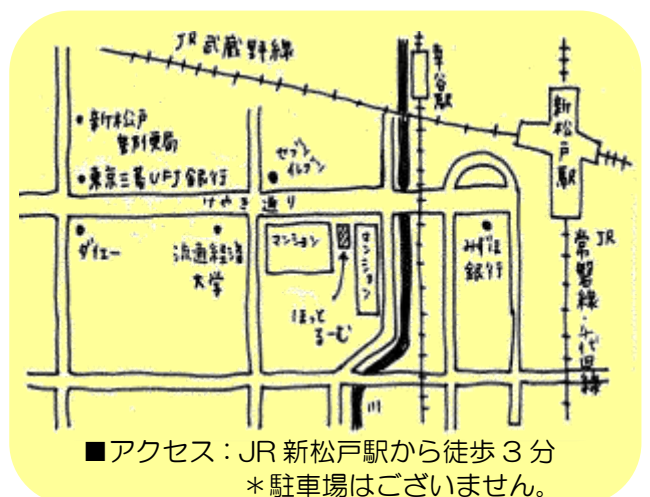 JR 武蔵野線
幸谷駅
新松戸駅
・新松戸
郵便局
・東京三菱UFJ銀行
セブン
イレブン
けやき通り
ダイエー
流通経済
大学
マンション
マンション
みずほ
銀行
JR
常磐線・千代田線
ほっと
るーむ
川
■アクセス：JR 新松戸駅から徒歩 3 分
＊駐車場はございません。